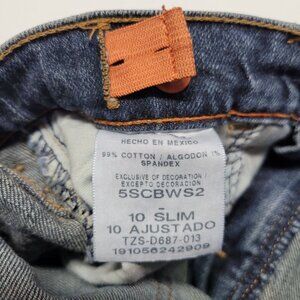 HECHO EN MEXICO
99% COTTON / ALGODON 1%
SPANDEX
EXCLUSIVE OF DECORATION /
EXCEPTO DECORACION
5SCBWS2
-
10 SLIM
10 AJUSTADO
TZS-D687-013
191056242909